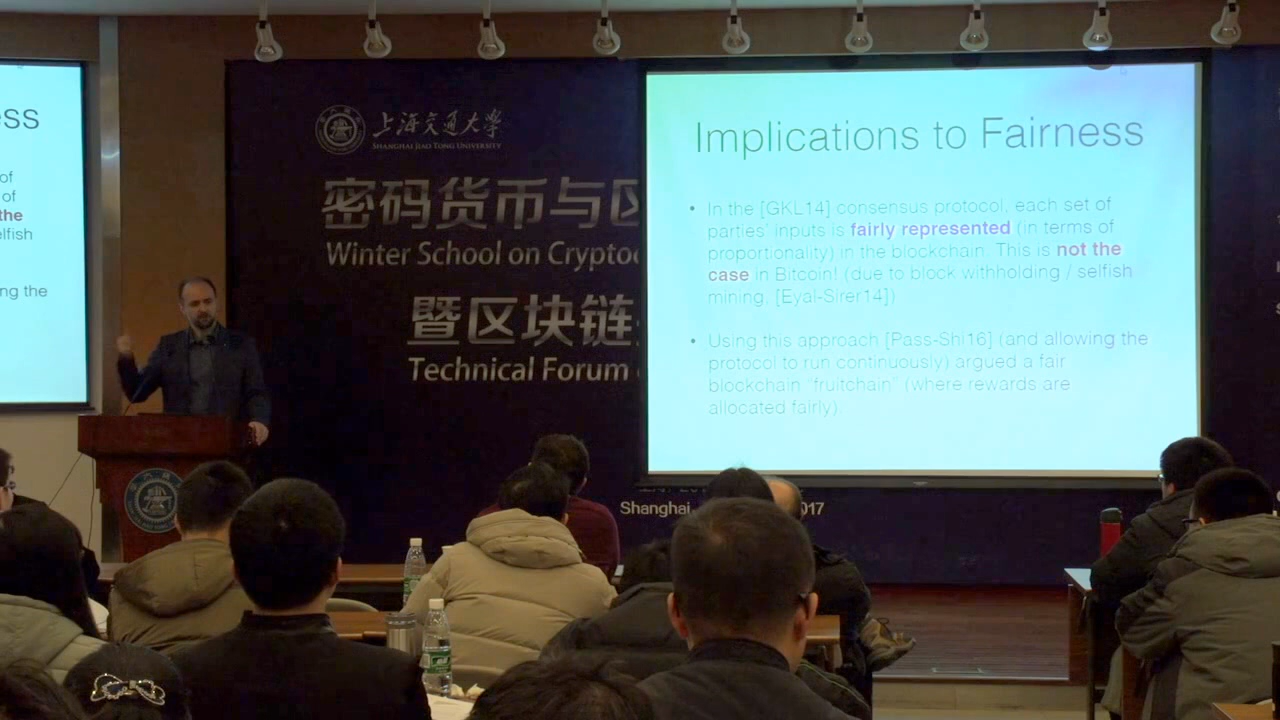 ess
of
of
the
elfish
ng the
上海交通大学
SHANGHAI JIAO TONG UNIVERSITY
密码货币与区
Winter School on Cryptoc
暨区块链
Technical Forum
Shanghai
2017
Implications to Fairness
• In the [GKL14] consensus protocol, each set of
parties' inputs is fairly represented (in terms of
proportionality) in the blockchain. This is not the
case in Bitcoin! (due to block withholding / selfish
mining, [Eyal-Sirer14])
• Using this approach [Pass-Shi16] (and allowing the
protocol to run continuously) argued a fair
blockchain "fruitchain" (where rewards are
allocated fairly).